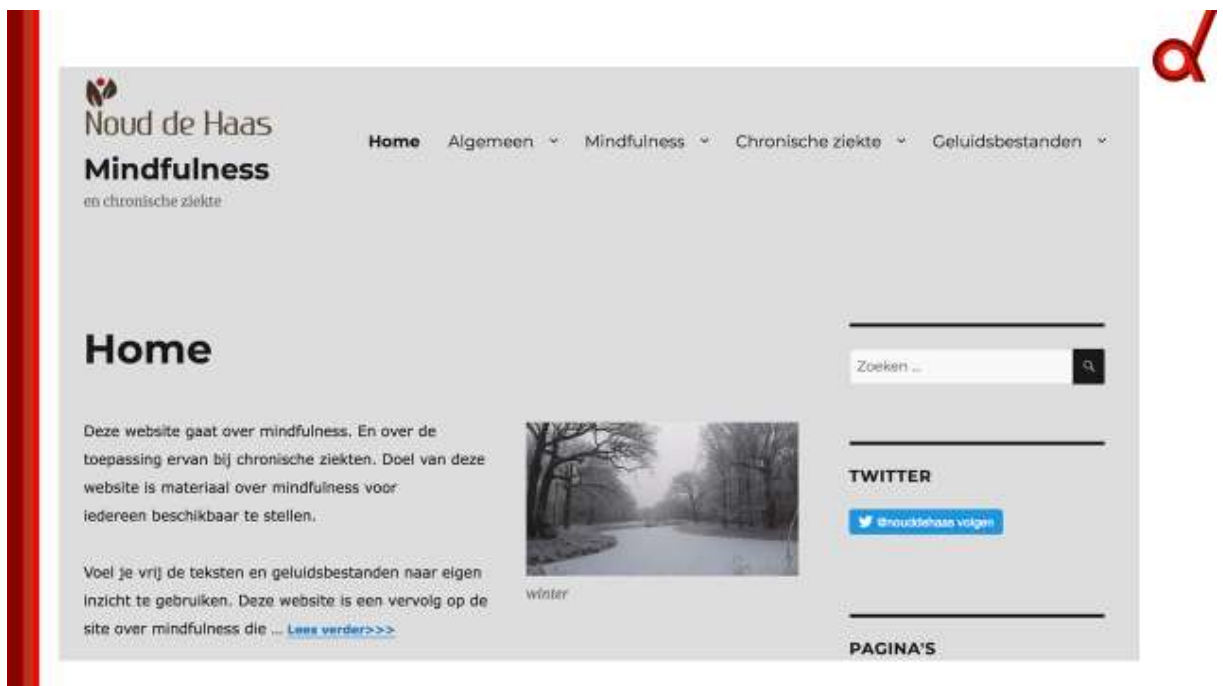 Noud de Haas
Mindfulness
en chronische ziekte
Home Algemeen Mindfulness Chronische ziekte Geluidsbestanden
Home
Deze website gaat over mindfulness. En over de
toepassing ervan bij chronische ziekten. Doel van deze
website is materiaal over mindfulness voor
iedereen beschikbaar te stellen.
Voel je vrij de teksten en geluidsbestanden naar eigen
inzicht te gebruiken. Deze website is een vervolg op de
site over mindfulness die ... Lees verder>>>
winter
Zoeken ...
TWITTER
@nouddehaas volgen
PAGINA'S